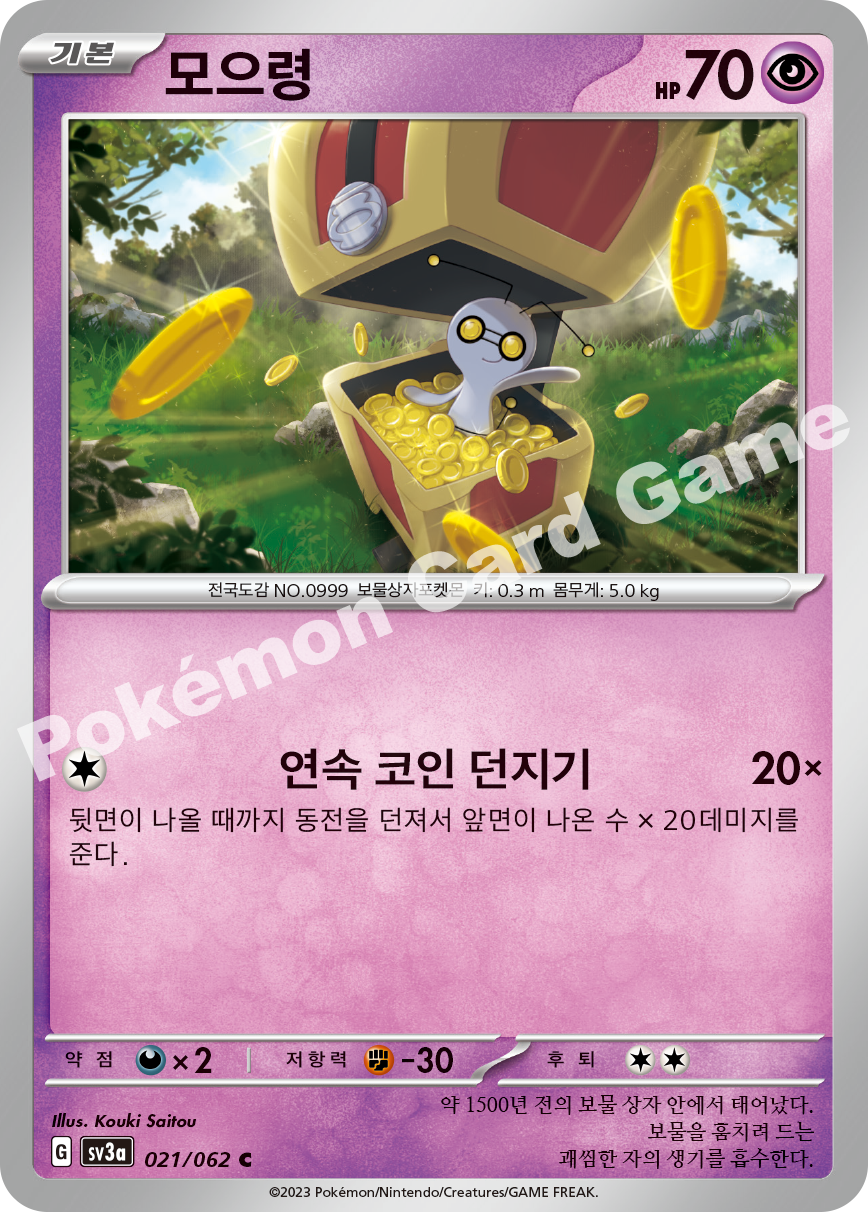 기본 모으령 HP 70
전국도감 NO.0999 보물상자포켓몬 키: 0.3 m 몸무게: 5.0 kg
Pokémon Card Game
연속 코인 던지기 20×
뒷면이 나올 때까지 동전을 던져서 앞면이 나온 수 × 20데미지를
준다.
약점 ×2 저항력 -30 후퇴
약 1500년 전의 보물 상자 안에서 태어났다.
보물을 훔치려 드는
괘씸한 자의 생기를 흡수한다.
Illus. Kouki Saitou
G sv3a 021/062 C
©2023 Pokémon/Nintendo/Creatures/GAME FREAK.